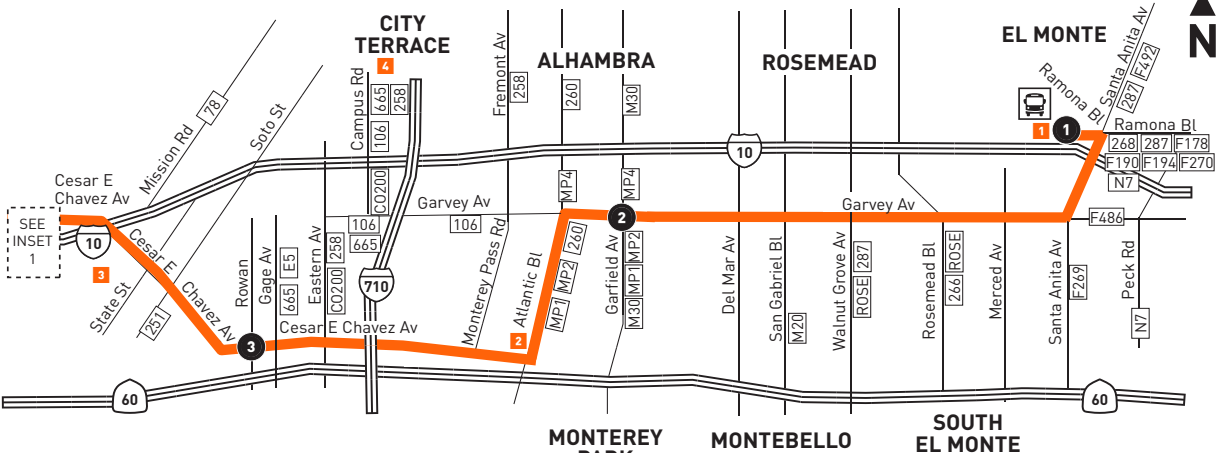 CITY
TERRACE
4
ALHAMBRA
ROSEMEAD
EL MONTE
N
Mission Rd
78
Soto St
Campus Rd
665
258
106
CO200
Fremont Av
258
260
M30
MP4
MP4
10
Ramona Bl
Santa Anita Av
287
F492
1
1
Ramona Bl
268
287
F178
F190
F194
F270
N7
Cesar E
Chavez Av
SEE
INSET
1
10
3
Cesar E
Chavez Av
State St
251
Rowan
Gage Av
665
E5
Eastern Av
CO200
258
106
665
710
Garvey Av
106
Monterey Pass Rd
Cesar E Chavez Av
3
2
Atlantic Bl
MP1
MP2
260
2
Garfield Av
M30
MP1
MP2
Garvey Av
F486
Del Mar Av
San Gabriel Bl
M20
Walnut Grove Av
ROSE
287
Rosemead Bl
266
ROSE
Merced Av
Santa Anita Av
F269
Peck Rd
N7
60
60
MONTEREY
PARK
MONTEBELLO
SOUTH
EL MONTE